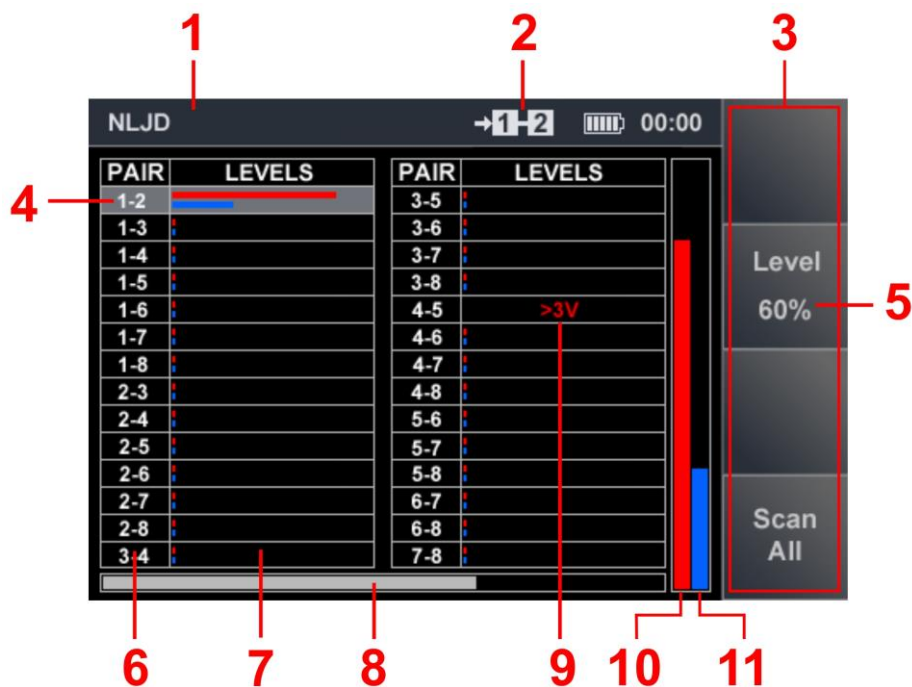 1 2 3
NLJD →1-2 00:00
PAIR LEVELS PAIR LEVELS
4 1-2 3-5
1-3 3-6
1-4 3-7
Level
1-5 3-8
1-6 4-5 >3V 60% 5
1-7 4-6
1-8 4-7
2-3 4-8
2-4 5-6
2-5 5-7
2-6 5-8
2-7 6-7
Scan
2-8 6-8
All
3-4 7-8
6 7 8 9 10 11